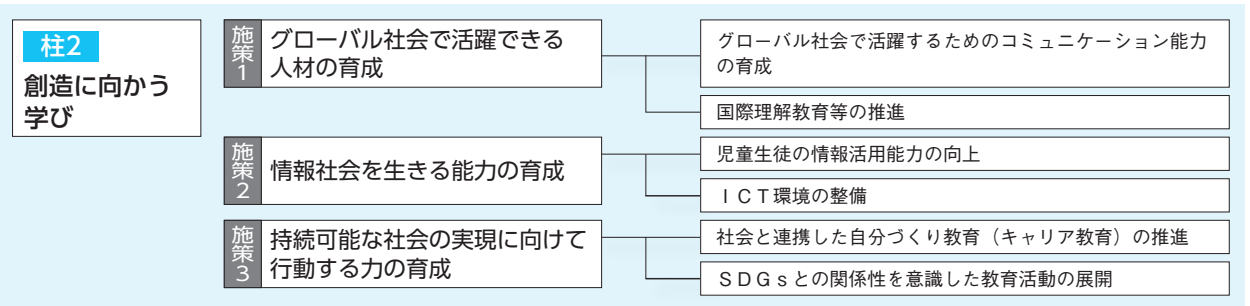 柱2
創造に向かう
学び
施策1
グローバル社会で活躍できる
人材の育成
グローバル社会で活躍するためのコミュニケーション能力
の育成
国際理解教育等の推進
施策2
情報社会を生きる能力の育成
児童生徒の情報活用能力の向上
ＩＣＴ環境の整備
施策3
持続可能な社会の実現に向けて
行動する力の育成
社会と連携した自分づくり教育（キャリア教育）の推進
ＳＤＧｓとの関係性を意識した教育活動の展開